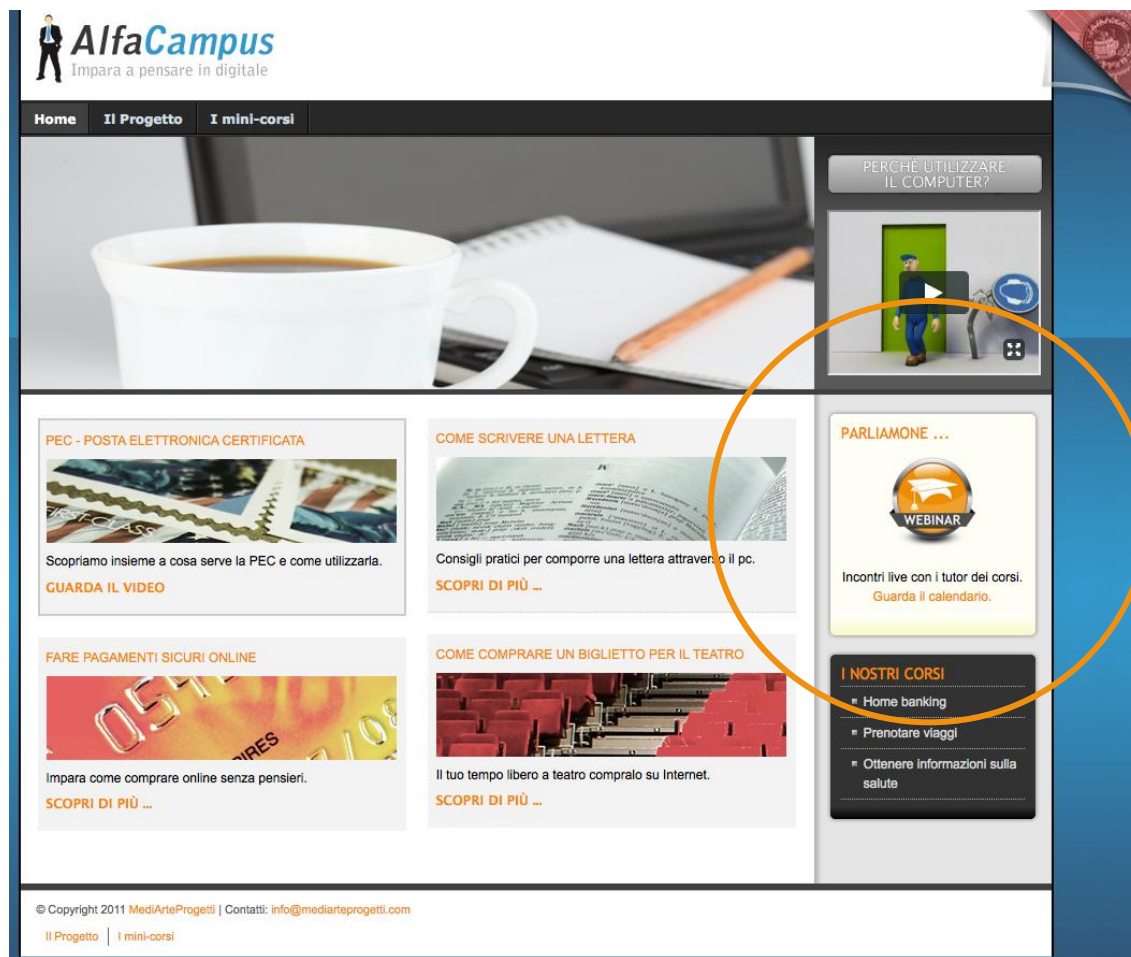 AlfaCampus
Impara a pensare in digitale
Home Il Progetto I mini-corsi
PERCHÉ UTILIZZARE
IL COMPUTER?
PEC - POSTA ELETTRONICA CERTIFICATA
FIRST-CLASS
Scopriamo insieme a cosa serve la PEC e come utilizzarla.
GUARDA IL VIDEO
COME SCRIVERE UNA LETTERA
Consigli pratici per comporre una lettera attraverso il pc.
SCOPRI DI PIÙ ...
FARE PAGAMENTI SICURI ONLINE
Impara come comprare online senza pensieri.
SCOPRI DI PIÙ ...
COME COMPRARE UN BIGLIETTO PER IL TEATRO
Il tuo tempo libero a teatro compralo su Internet.
SCOPRI DI PIÙ ...
PARLIAMONE ...
WEBINAR
Incontri live con i tutor dei corsi.
Guarda il calendario.
I NOSTRI CORSI
Home banking
Prenotare viaggi
Ottenere informazioni sulla
salute
© Copyright 2011 MediArteProgetti | Contatti: info@mediarteprogetti.com
Il Progetto | I mini-corsi